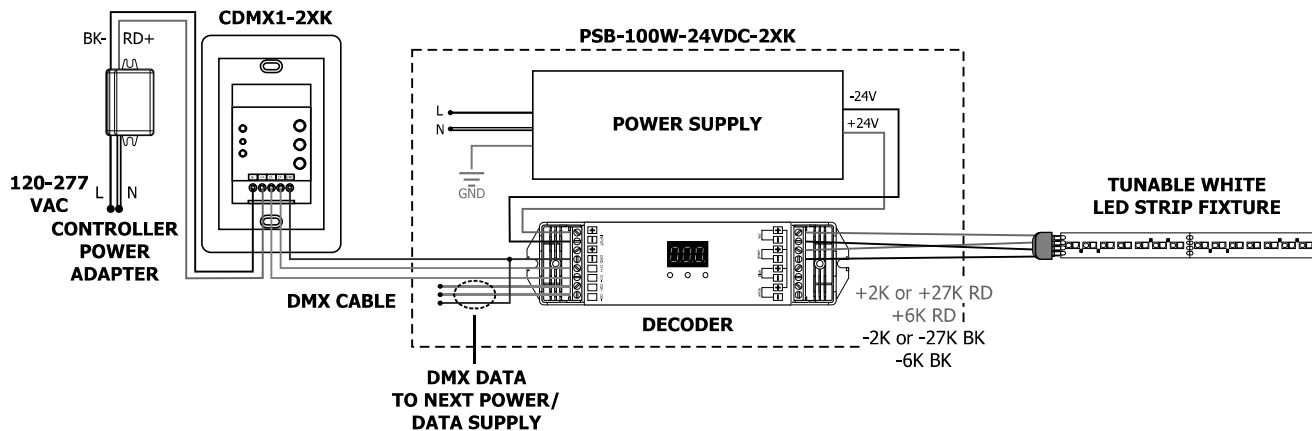 CDMX1-2XK
BK- RD+
120-277
VAC
L N
CONTROLLER
POWER
ADAPTER
PSB-100W-24VDC-2XK
L
N
GND
POWER SUPPLY
-24V
+24V
DMX CABLE
DECODER
DMX DATA
TO NEXT POWER/
DATA SUPPLY
+2K or +27K RD
+6K RD
-2K or -27K BK
-6K BK
TUNABLE WHITE
LED STRIP FIXTURE